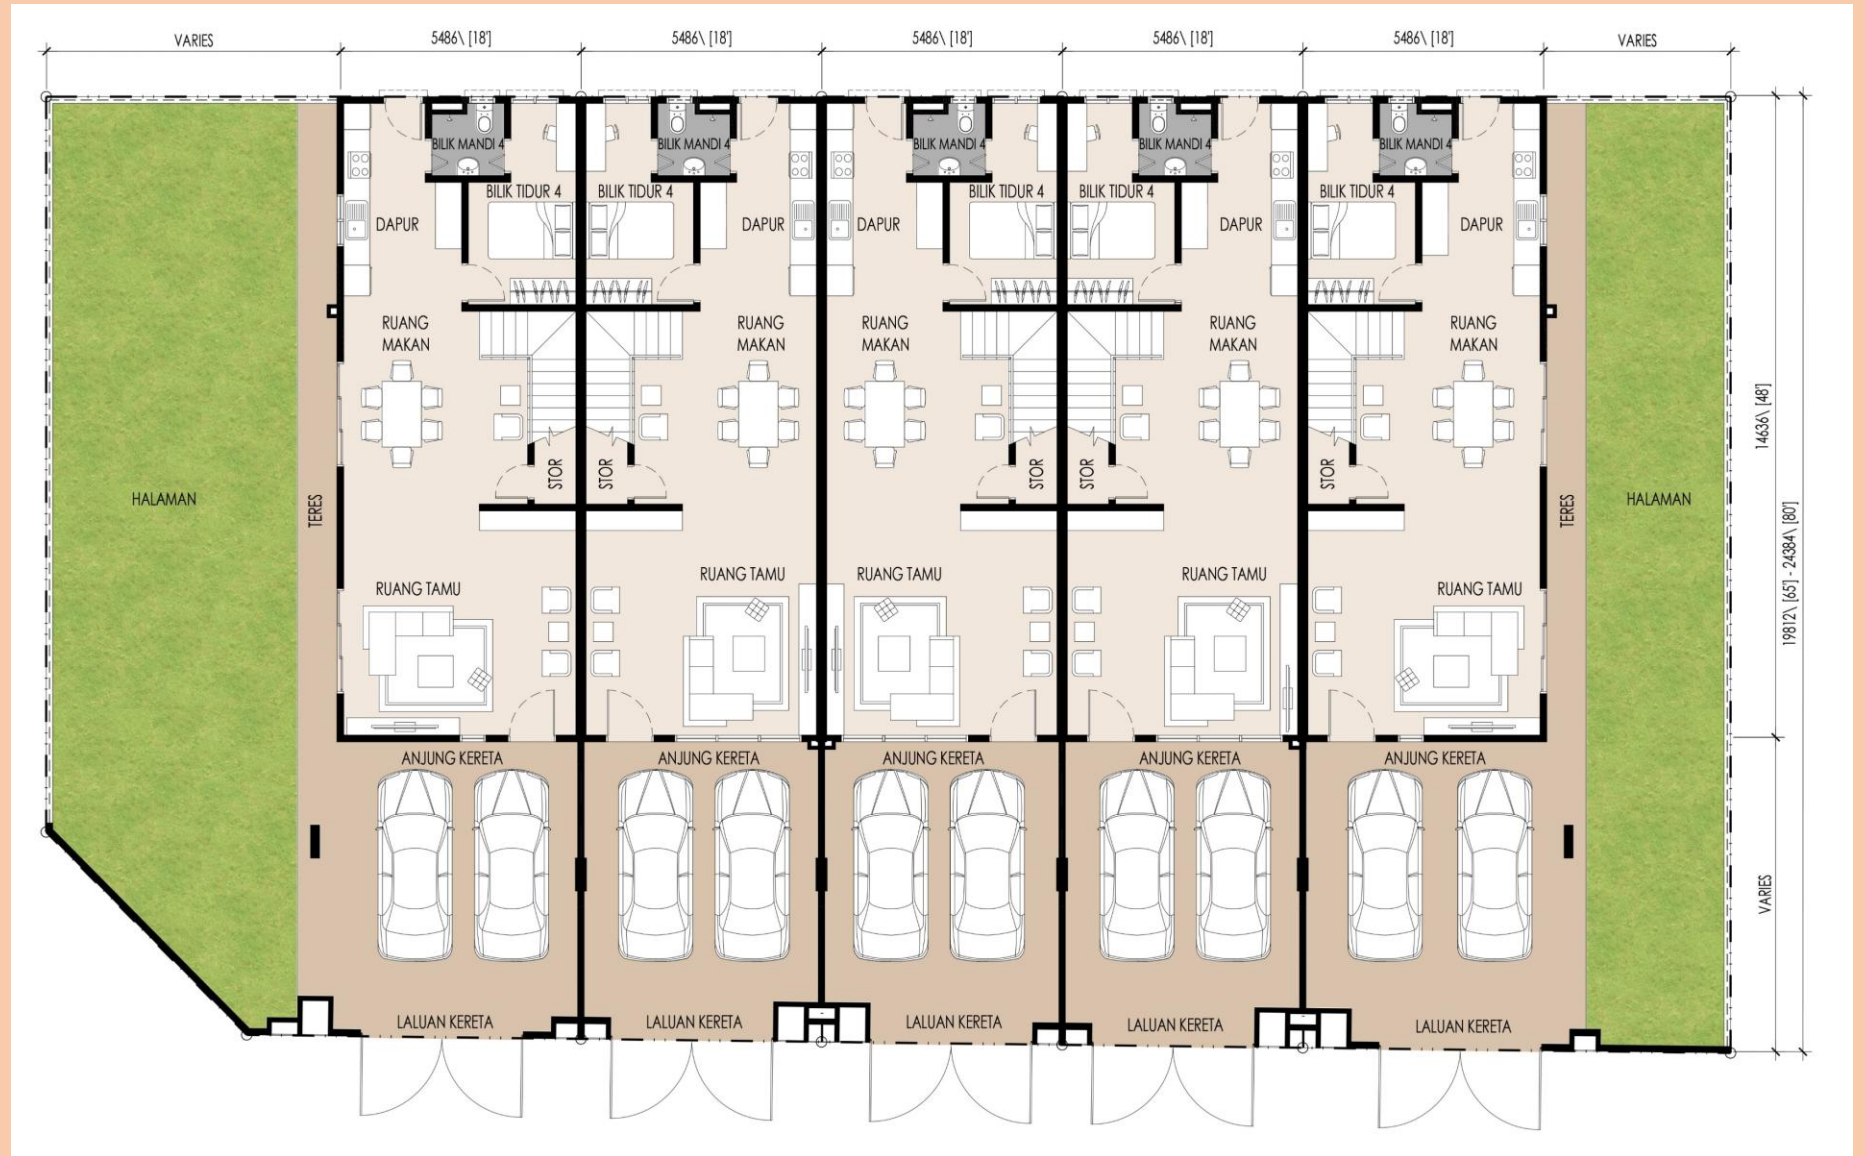 VARIES
5486\ [18']
5486\ [18']
5486\ [18']
5486\ [18']
5486\ [18']
VARIES
BILIK MANDI 4
BILIK MANDI 4
BILIK MANDI 4
BILIK MANDI 4
BILIK MANDI 4
BILIK TIDUR 4
BILIK TIDUR 4
BILIK TIDUR 4
BILIK TIDUR 4
BILIK TIDUR 4
DAPUR
DAPUR
DAPUR
DAPUR
DAPUR
RUANG
MAKAN
RUANG
MAKAN
RUANG
MAKAN
RUANG
MAKAN
RUANG
MAKAN
14636\ [48']
STOR
STOR
STOR
STOR
STOR
HALAMAN
TERES
TERES
HALAMAN
19812\ [65'] - 24384\ [80']
RUANG TAMU
RUANG TAMU
RUANG TAMU
RUANG TAMU
RUANG TAMU
ANJUNG KERETA
ANJUNG KERETA
ANJUNG KERETA
ANJUNG KERETA
ANJUNG KERETA
VARIES
LALUAN KERETA
LALUAN KERETA
LALUAN KERETA
LALUAN KERETA
LALUAN KERETA